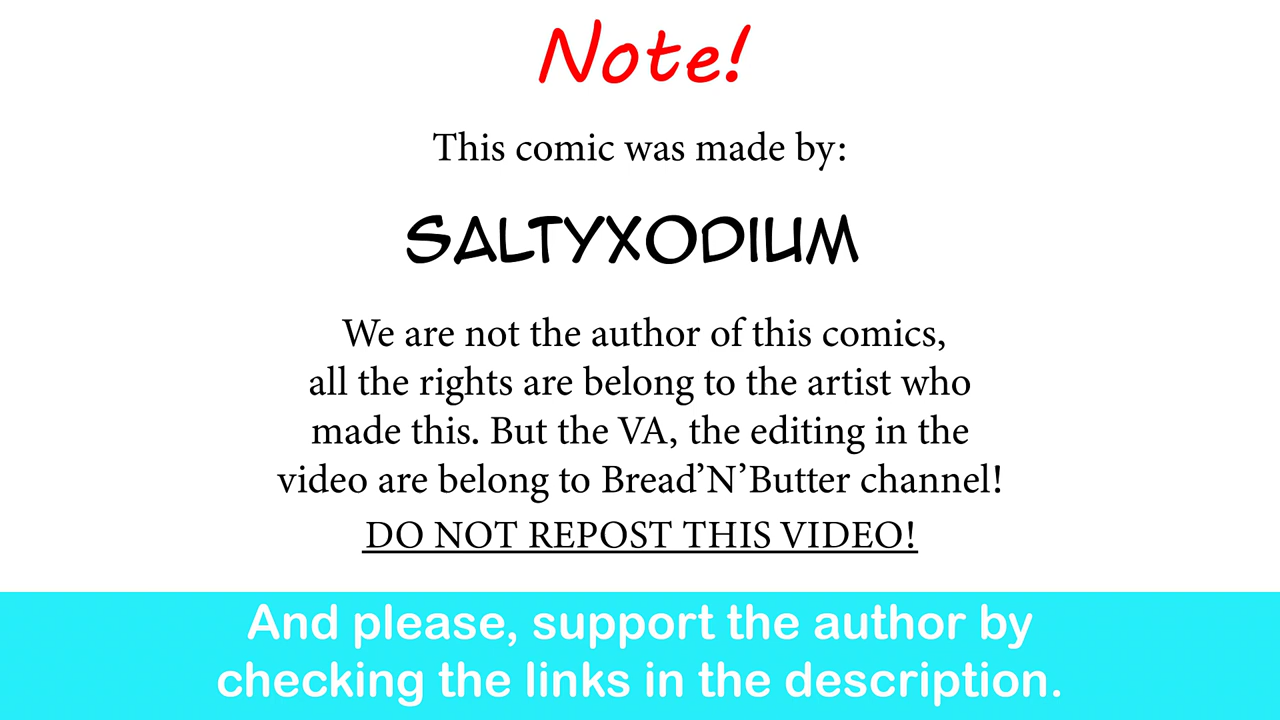 Note!
This comic was made by:
SALTYXODIUM
We are not the author of this comics,
all the rights are belong to the artist who
made this. But the VA, the editing in the
video are belong to Bread’N’Butter channel!
DO NOT REPOST THIS VIDEO!
And please, support the author by
checking the links in the description.